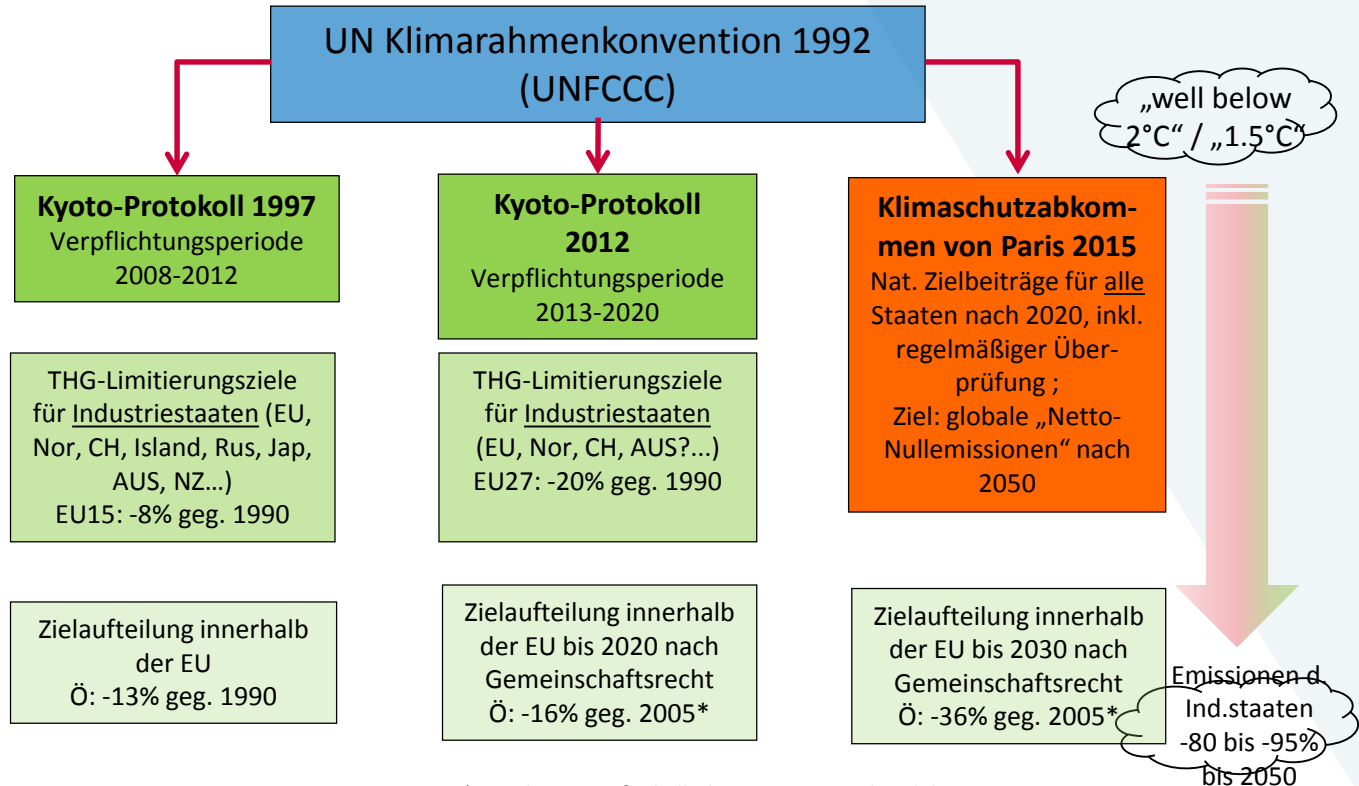 UN Klimarahmenkonvention 1992
(UNFCCC)
„well below
2°C“ / „1.5°C“
Kyoto-Protokoll 1997
Verpflichtungsperiode
2008-2012
Kyoto-Protokoll
2012
Verpflichtungsperiode
2013-2020
Klimaschutzabkom-
men von Paris 2015
Nat. Zielbeiträge für alle
Staaten nach 2020, inkl.
regelmäßiger Über-
prüfung ;
Ziel: globale „Netto-
Nullemissionen“ nach
2050
THG-Limitierungsziele
für Industriestaaten (EU,
Nor, CH, Island, Rus, Jap,
AUS, NZ...)
EU15: -8% geg. 1990
THG-Limitierungsziele
für Industriestaaten
(EU, Nor, CH, AUS?...)
EU27: -20% geg. 1990
Zielaufteilung innerhalb
der EU
Ö: -13% geg. 1990
Zielaufteilung innerhalb
der EU bis 2020 nach
Gemeinschaftsrecht
Ö: -16% geg. 2005*
Zielaufteilung innerhalb
der EU bis 2030 nach
Gemeinschaftsrecht
Ö: -36% geg. 2005*
Emissionen d.
Ind.staaten
-80 bis -95%
bis 2050